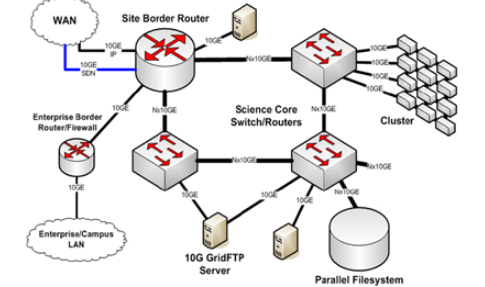 WAN
Site Border Router
10GE
IP
10GE
SDN
10GE
Nx10GE
10GE
10GE
10GE
10GE
Cluster
10GE
Enterprise Border
Router/Firewall
Nx10GE
Science Core
Switch/Routers
Nx10GE
10GE
Nx10GE
Nx10GE
Nx10GE
10GE
10GE
10GE
Enterprise/Campus
LAN
10G GridFTP
Server
Parallel Filesystem